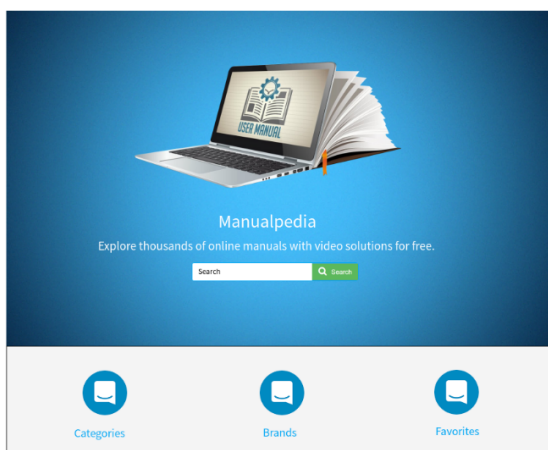 USER MANUAL
Manualpedia
Explore thousands of online manuals with video solutions for free.
Search
Search
Categories
Brands
Favorites